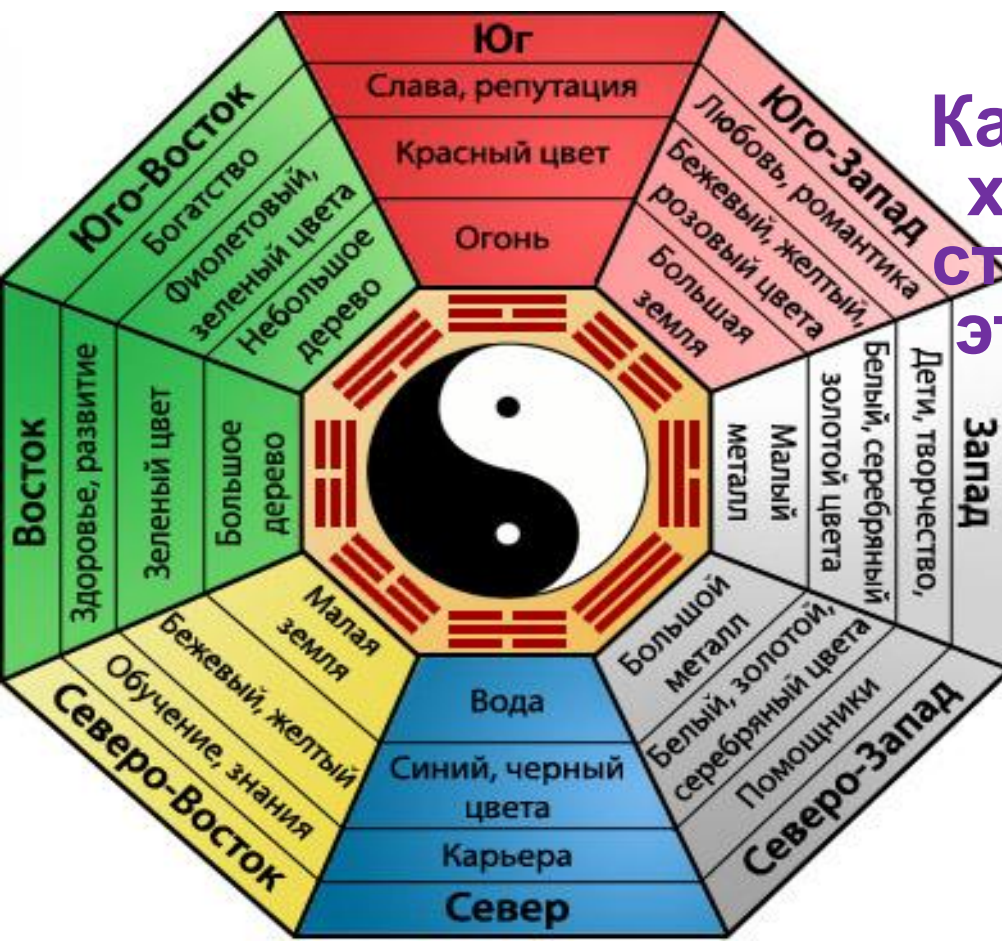 Юг
Слава, репутация
Красный цвет
Огонь
Юго-Запад
Любовь, романтика
Бежевый, желтый,
розовый цвета
Большая
земля
Запад
Дети, творчество,
Белый, серебряный
золотой цвета
Малый
металл
Северо-Запад
Помощники
Белый, золотой,
серебряный цвета
Большой
металл
Вода
Синий, черный
цвета
Карьера
Север
Малая
земля
Бежевый, желтый
Обучение, знания
Северо-Восток
Восток
Здоровье, развитие
Зеленый цвет
Большое
дерево
Юго-Восток
Богатство
Фиолетовый,
зеленый цвета
Небольшое
дерево